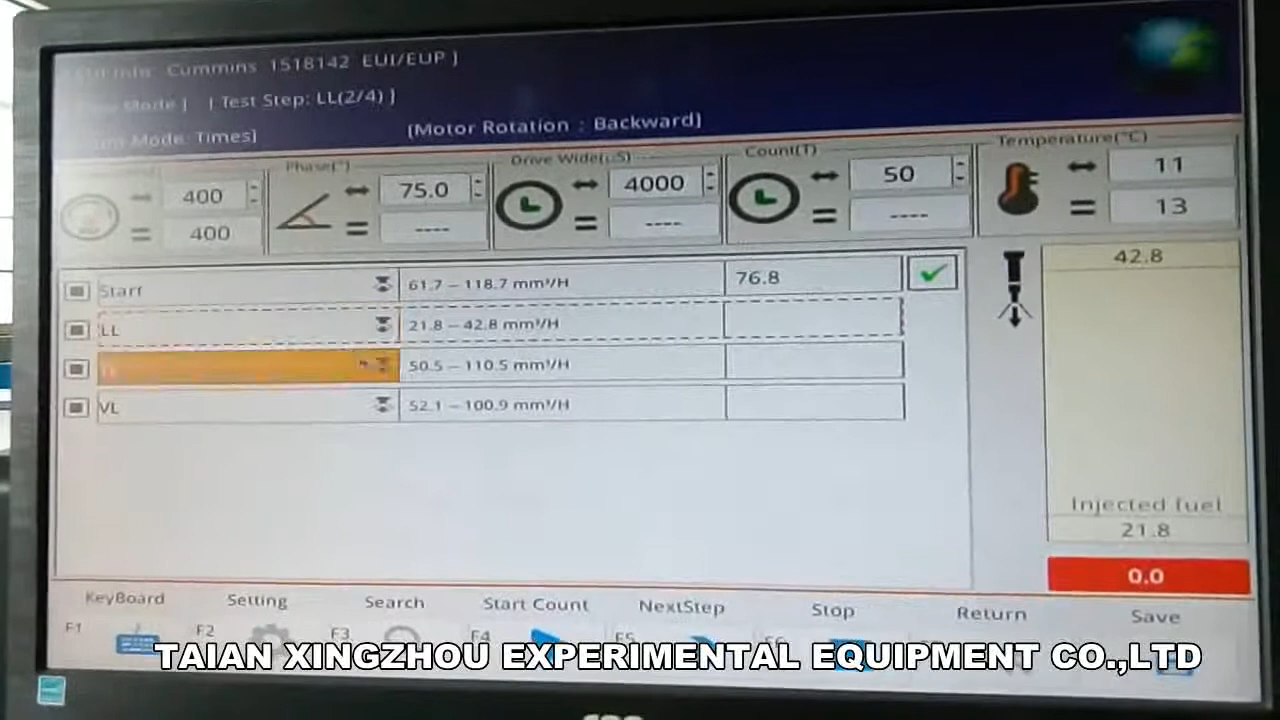 Cummins 1518142 EUI/EUP ]
Mode ] [ Test Step: LL(2/4) ]
Mode: Times] [Motor Rotation : Backward]
Phase(°) Drive Wide(uS) Count(T) Temperature(°C)
400 75.0 4000 50 11
400 ---- ---- ---- 13
42.8
Start 61.7 – 118.7 mm³/H 76.8
LL 21.8 – 42.8 mm³/H
50.5 – 110.5 mm³/H
VL 52.1 – 100.9 mm³/H
Injected fuel
21.8
0.0
KeyBoard Setting Search Start Count NextStep Stop Return Save
F1 F2 F3 F4 F5
TAIAN XINGZHOU EXPERIMENTAL EQUIPMENT CO.,LTD